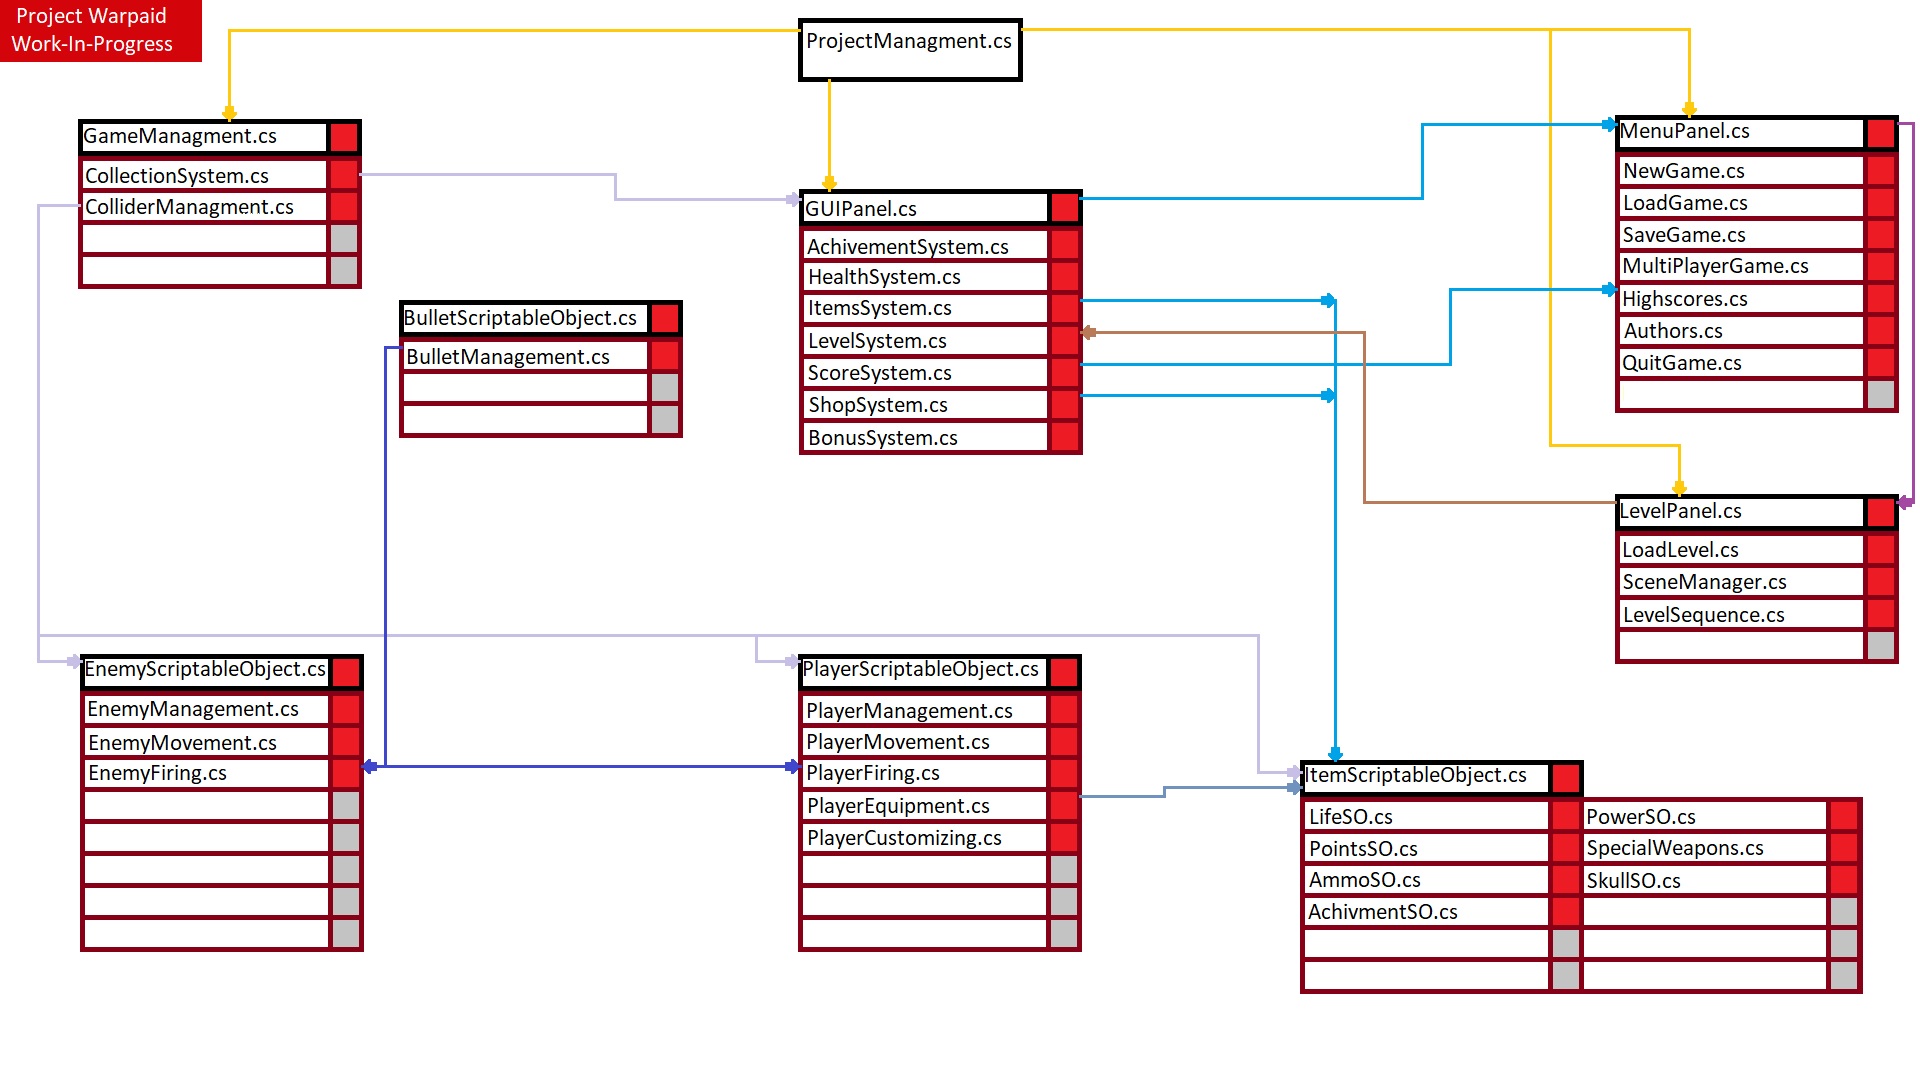 Project Warpaid
Work-In-Progress
ProjectManagment.cs
GameManagment.cs
CollectionSystem.cs
ColliderManagment.cs
BulletScriptableObject.cs
BulletManagement.cs
GUIPanel.cs
AchivementSystem.cs
HealthSystem.cs
ItemsSystem.cs
LevelSystem.cs
ScoreSystem.cs
ShopSystem.cs
BonusSystem.cs
MenuPanel.cs
NewGame.cs
LoadGame.cs
SaveGame.cs
MultiPlayerGame.cs
Highscores.cs
Authors.cs
QuitGame.cs
LevelPanel.cs
LoadLevel.cs
SceneManager.cs
LevelSequence.cs
EnemyScriptableObject.cs
EnemyManagement.cs
EnemyMovement.cs
EnemyFiring.cs
PlayerScriptableObject.cs
PlayerManagement.cs
PlayerMovement.cs
PlayerFiring.cs
PlayerEquipment.cs
PlayerCustomizing.cs
ItemScriptableObject.cs
LifeSO.cs
PointsSO.cs
AmmoSO.cs
AchivmentSO.cs
PowerSO.cs
SpecialWeapons.cs
SkullSO.cs